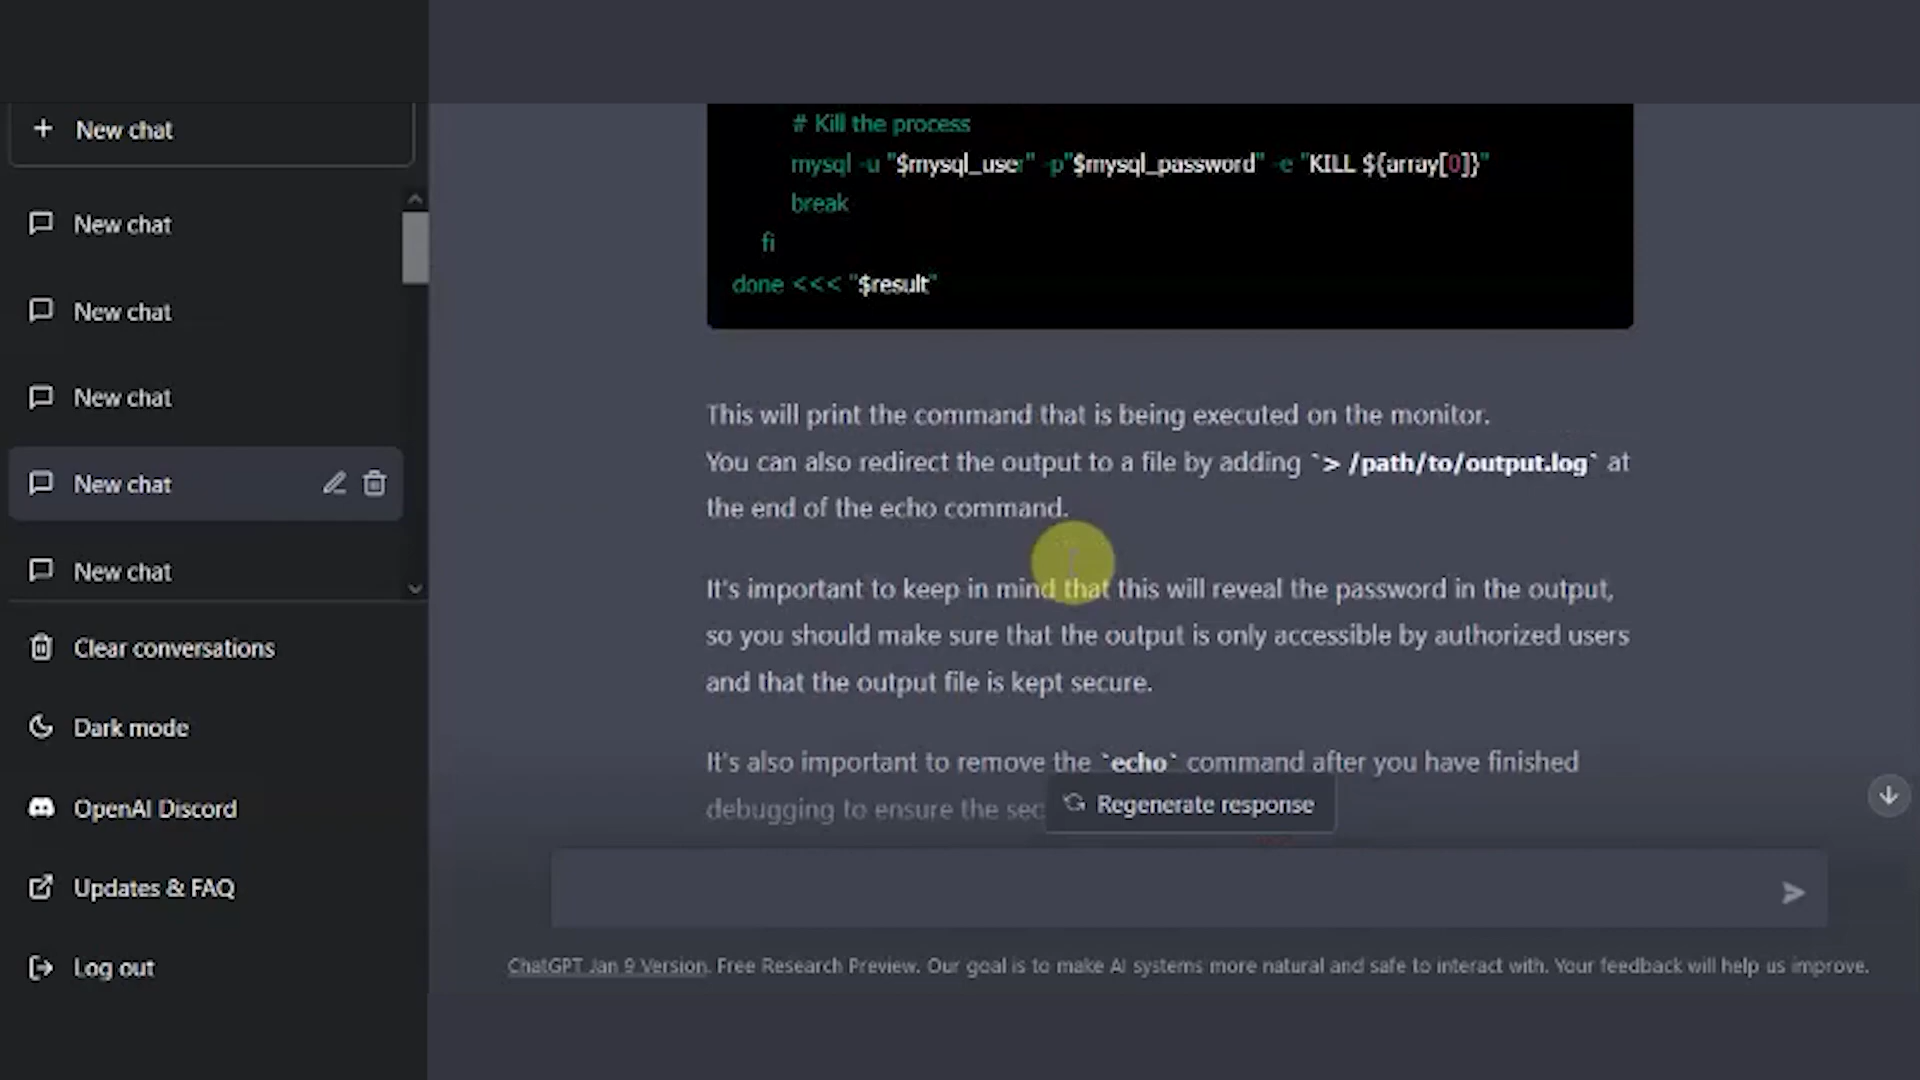 New chat
New chat
New chat
New chat
New chat
New chat
Clear conversations
Dark mode
OpenAI Discord
Updates & FAQ
Log out
# Kill the process
mysql -u "$mysql_user" -p"$mysql_password" -e "KILL ${array[0]}"
break
fi
done <<< "$result"
This will print the command that is being executed on the monitor.
You can also redirect the output to a file by adding `> /path/to/output.log` at
the end of the echo command.
It's important to keep in mind that this will reveal the password in the output,
so you should make sure that the output is only accessible by authorized users
and that the output file is kept secure.
It's also important to remove the `echo` command after you have finished
debugging to ensure the sec
Regenerate response
ChatGPT Jan 9 Version. Free Research Preview. Our goal is to make AI systems more natural and safe to interact with. Your feedback will help us improve.